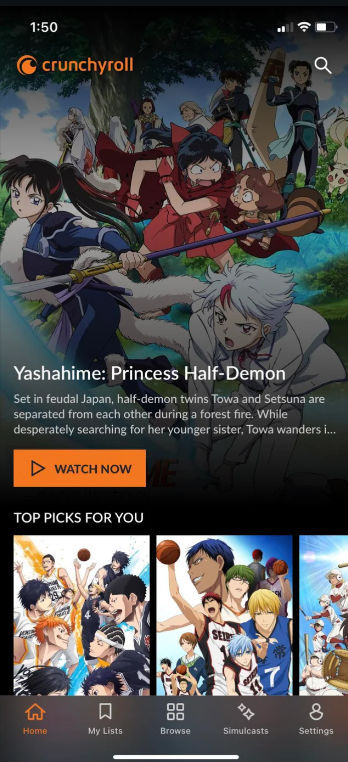 1:50
crunchyroll
Yashahime: Princess Half-Demon
Set in feudal Japan, half-demon twins Towa and Setsuna are
separated from each other during a forest fire. While
desperately searching for her younger sister, Towa wanders i...
WATCH NOW
TOP PICKS FOR YOU
Home
My Lists
Browse
Simulcasts
Settings